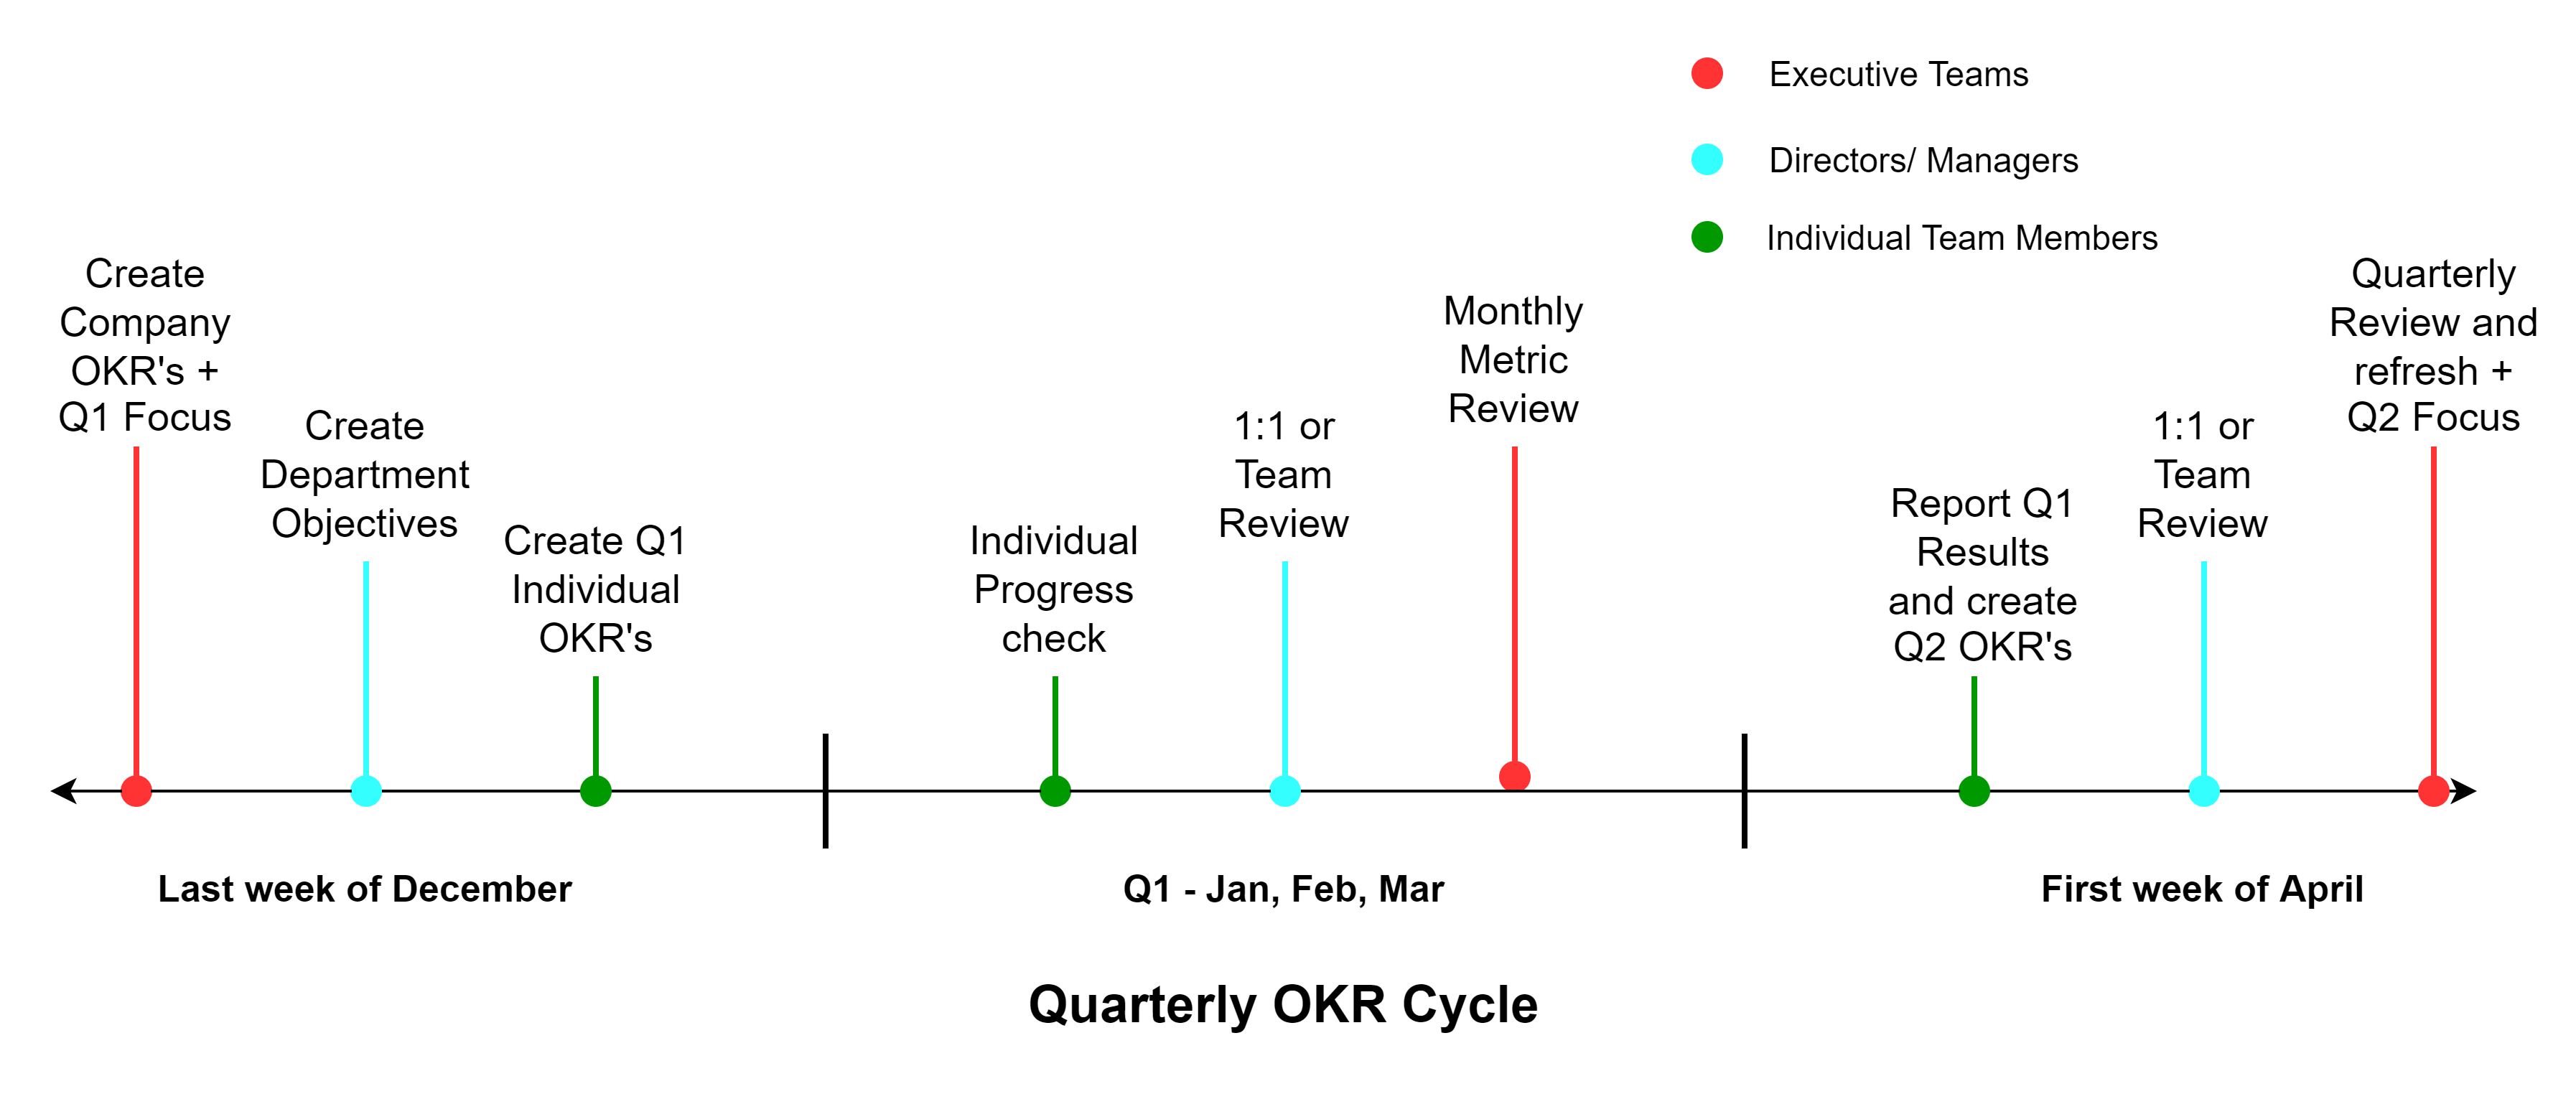 Executive Teams
Directors/ Managers
Individual Team Members
Create
Company
OKR's +
Q1 Focus
Create
Department
Objectives
Create Q1
Individual
OKR's
Individual
Progress
check
1:1 or
Team
Review
Monthly
Metric
Review
Report Q1
Results
and create
Q2 OKR's
1:1 or
Team
Review
Quarterly
Review and
refresh +
Q2 Focus
Last week of December
Q1 - Jan, Feb, Mar
First week of April
Quarterly OKR Cycle